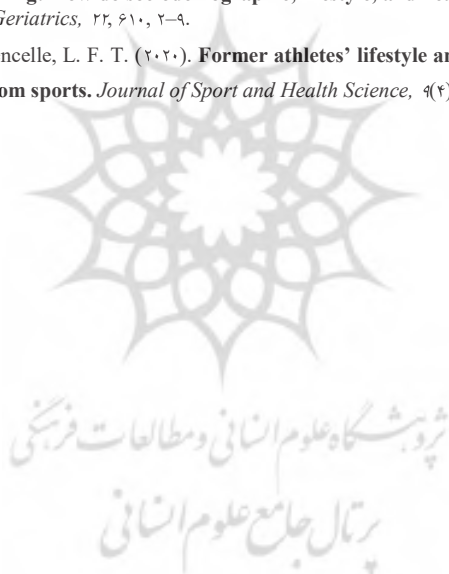 Geriatrics, ۲۲, ۶۱۰, ۲–۹.
ncelle, L. F. T. (۲۰۲۰). Former athletes’ lifestyle an
om sports. Journal of Sport and Health Science, ۹(۴)
پژوهشگاه علوم انسانی و مطالعات فرهنگی
پرتال جامع علوم انسانی